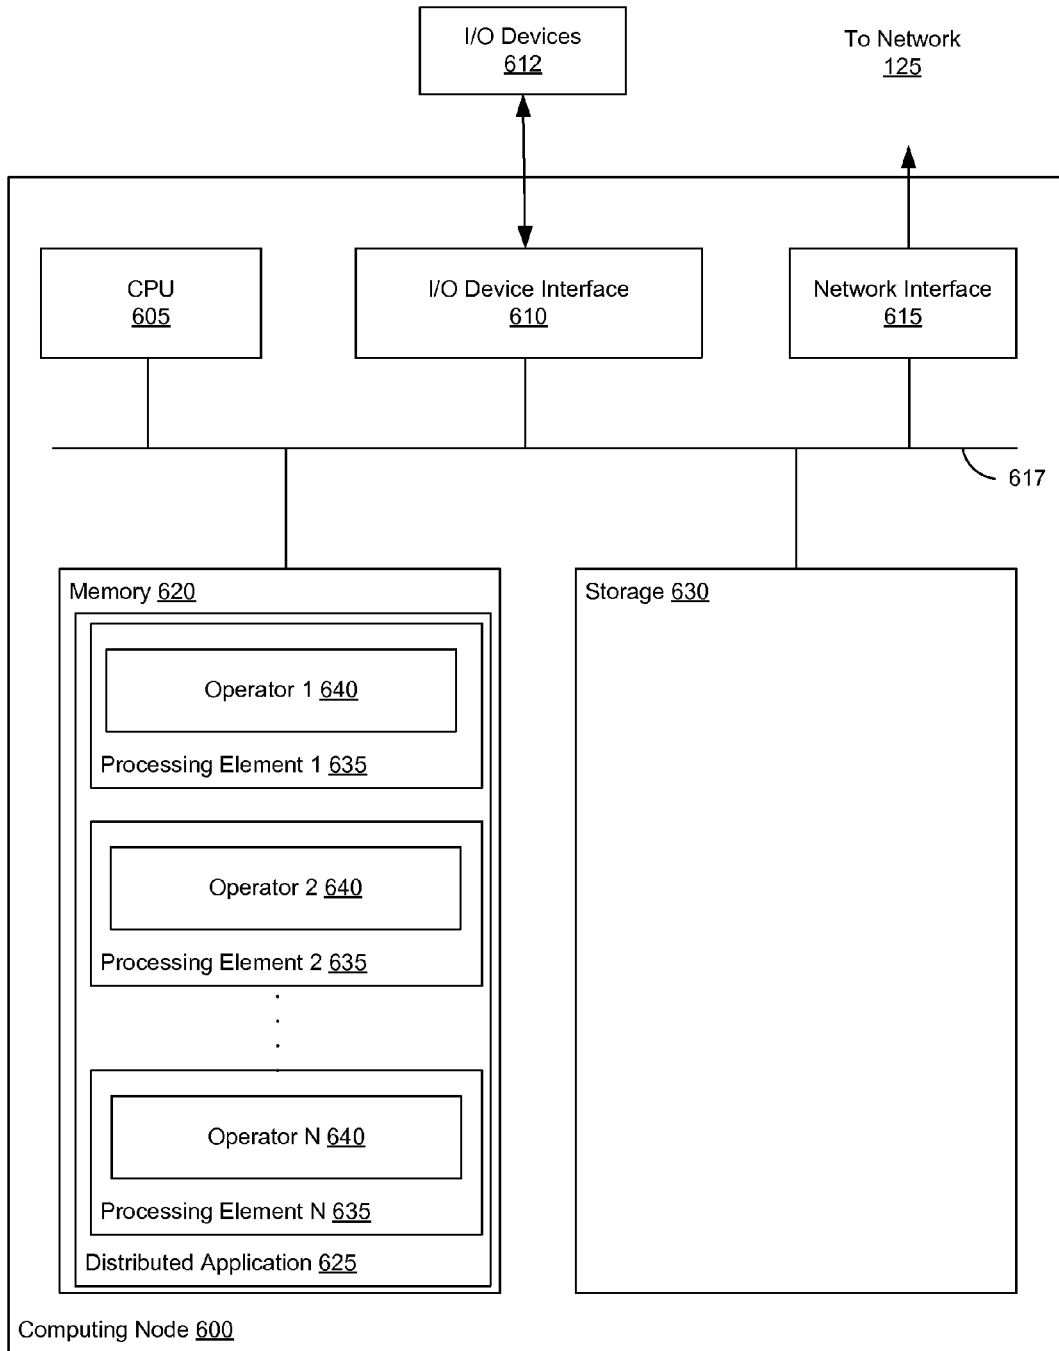 I/O Devices
612
To Network
125
CPU
605
I/O Device Interface
610
Network Interface
615
617
Memory 620
Operator 1 640
Processing Element 1 635
Operator 2 640
Processing Element 2 635
Operator N 640
Processing Element N 635
Distributed Application 625
Storage 630
Computing Node 600